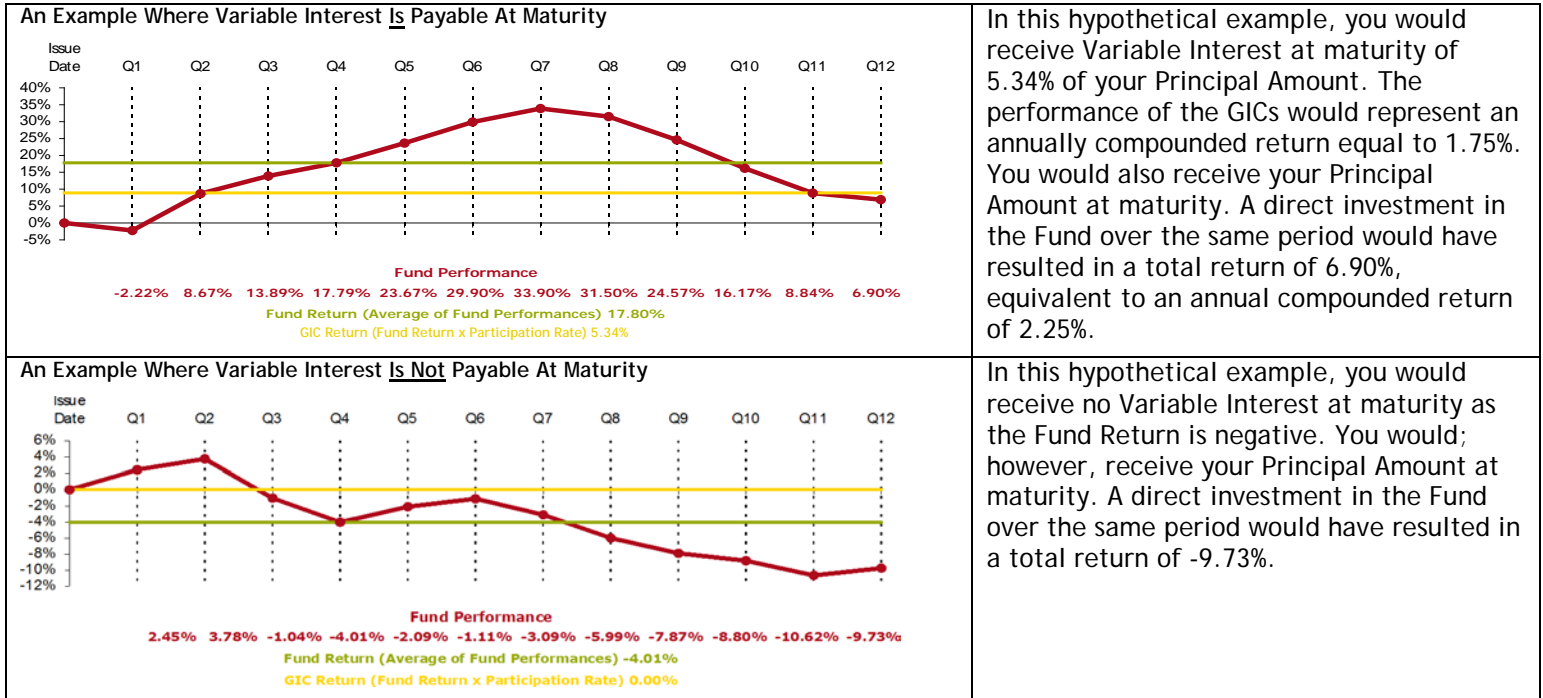 An Example Where Variable Interest Is Payable At Maturity
Issue
Date Q1 Q2 Q3 Q4 Q5 Q6 Q7 Q8 Q9 Q10 Q11 Q12
40%
35%
30%
25%
20%
15%
10%
5%
0%
-5%
Fund Performance
-2.22% 8.67% 13.89% 17.79% 23.67% 29.90% 33.90% 31.50% 24.57% 16.17% 8.84% 6.90%
Fund Return (Average of Fund Performances) 17.80%
GIC Return (Fund Return x Participation Rate) 5.34%
In this hypothetical example, you would
receive Variable Interest at maturity of
5.34% of your Principal Amount. The
performance of the GICs would represent an
annually compounded return equal to 1.75%.
You would also receive your Principal
Amount at maturity. A direct investment in
the Fund over the same period would have
resulted in a total return of 6.90%,
equivalent to an annual compounded return
of 2.25%.
An Example Where Variable Interest Is Not Payable At Maturity
Issue
Date Q1 Q2 Q3 Q4 Q5 Q6 Q7 Q8 Q9 Q10 Q11 Q12
6%
4%
2%
0%
-2%
-4%
-6%
-8%
-10%
-12%
Fund Performance
2.45% 3.78% -1.04% -4.01% -2.09% -1.11% -3.09% -5.99% -7.87% -8.80% -10.62% -9.73%
Fund Return (Average of Fund Performances) -4.01%
GIC Return (Fund Return x Participation Rate) 0.00%
In this hypothetical example, you would
receive no Variable Interest at maturity as
the Fund Return is negative. You would;
however, receive your Principal Amount at
maturity. A direct investment in the Fund
over the same period would have resulted in
a total return of -9.73%.